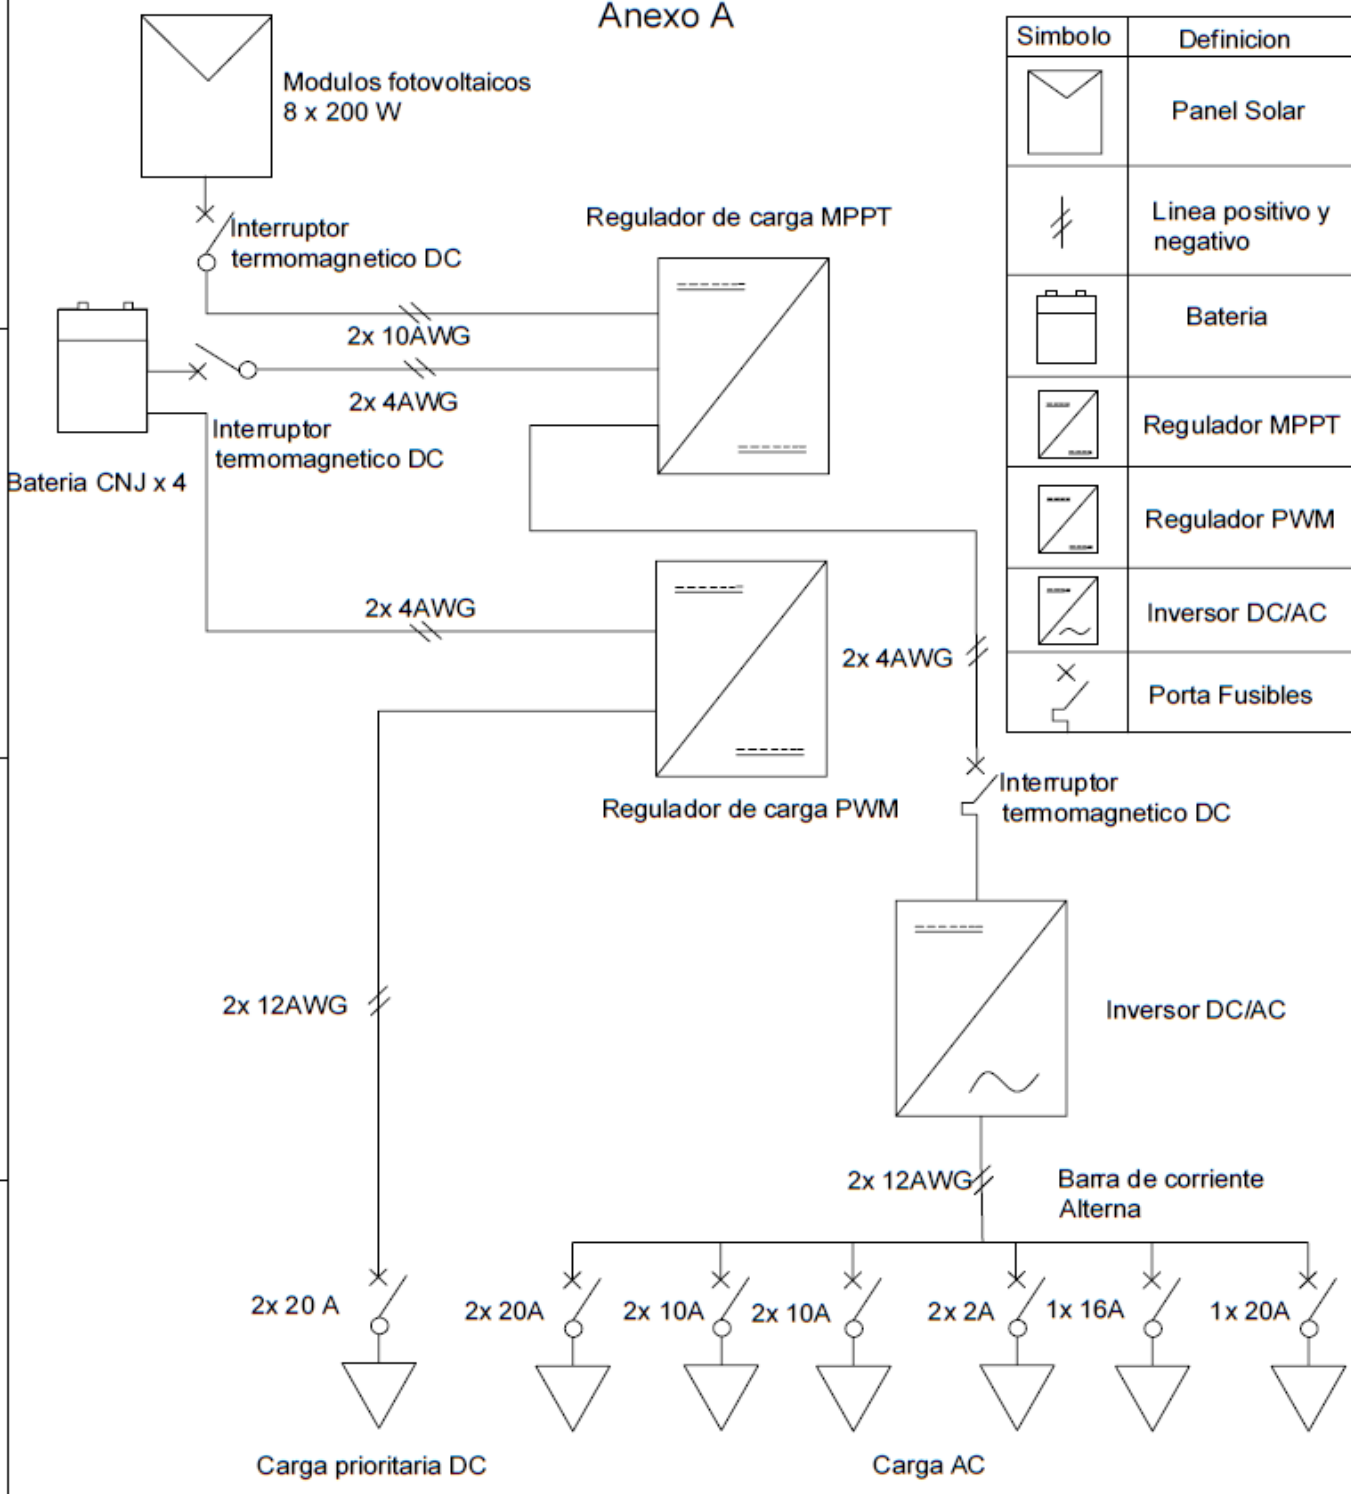 Anexo A
Modulos fotovoltaicos
8 x 200 W
Interruptor
termomagnetico DC
Regulador de carga MPPT
2x 10AWG
2x 4AWG
Interruptor
termomagnetico DC
Bateria CNJ x 4
2x 4AWG
2x 4AWG
Regulador de carga PWM
Interruptor
termomagnetico DC
2x 12AWG
Inversor DC/AC
2x 12AWG
Barra de corriente
Alterna
2x 20 A
2x 20A
2x 10A
2x 10A
2x 2A
1x 16A
1x 20A
Carga prioritaria DC
Carga AC
Simbolo
Definicion
Panel Solar
Linea positivo y
negativo
Bateria
Regulador MPPT
Regulador PWM
Inversor DC/AC
Porta Fusibles